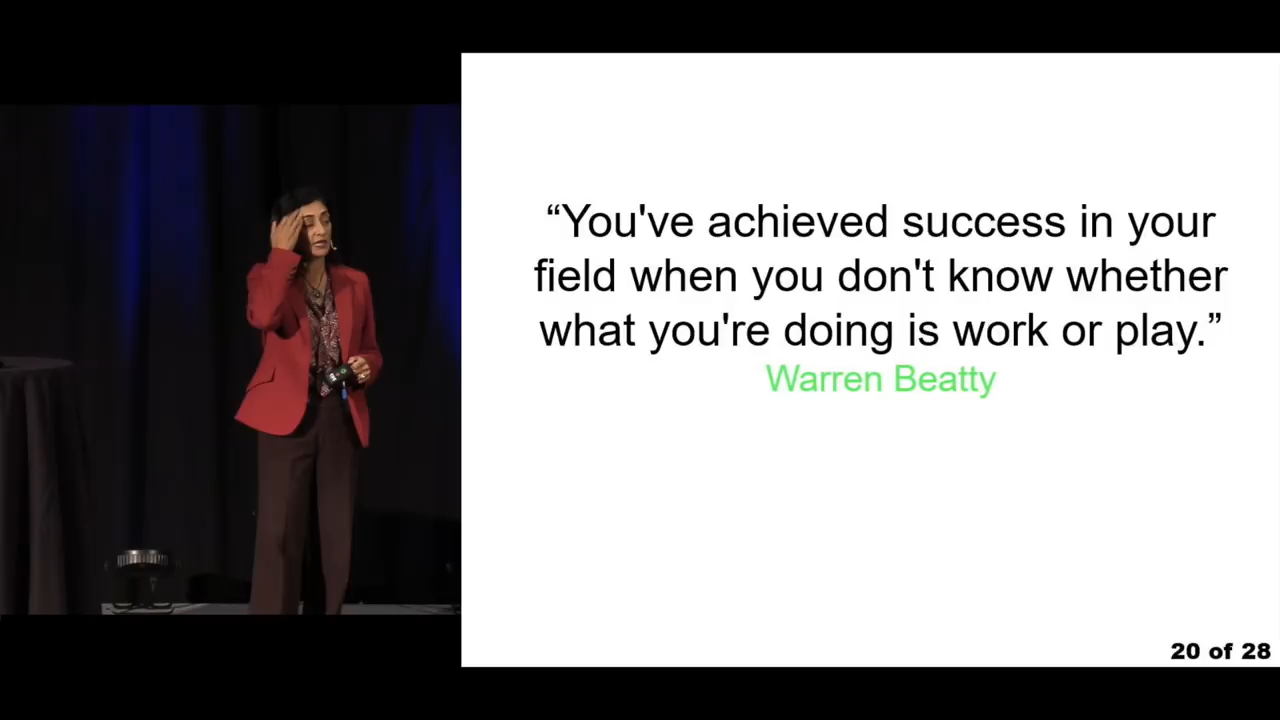 “You've achieved success in your
field when you don't know whether
what you're doing is work or play.”
Warren Beatty
20 of 28